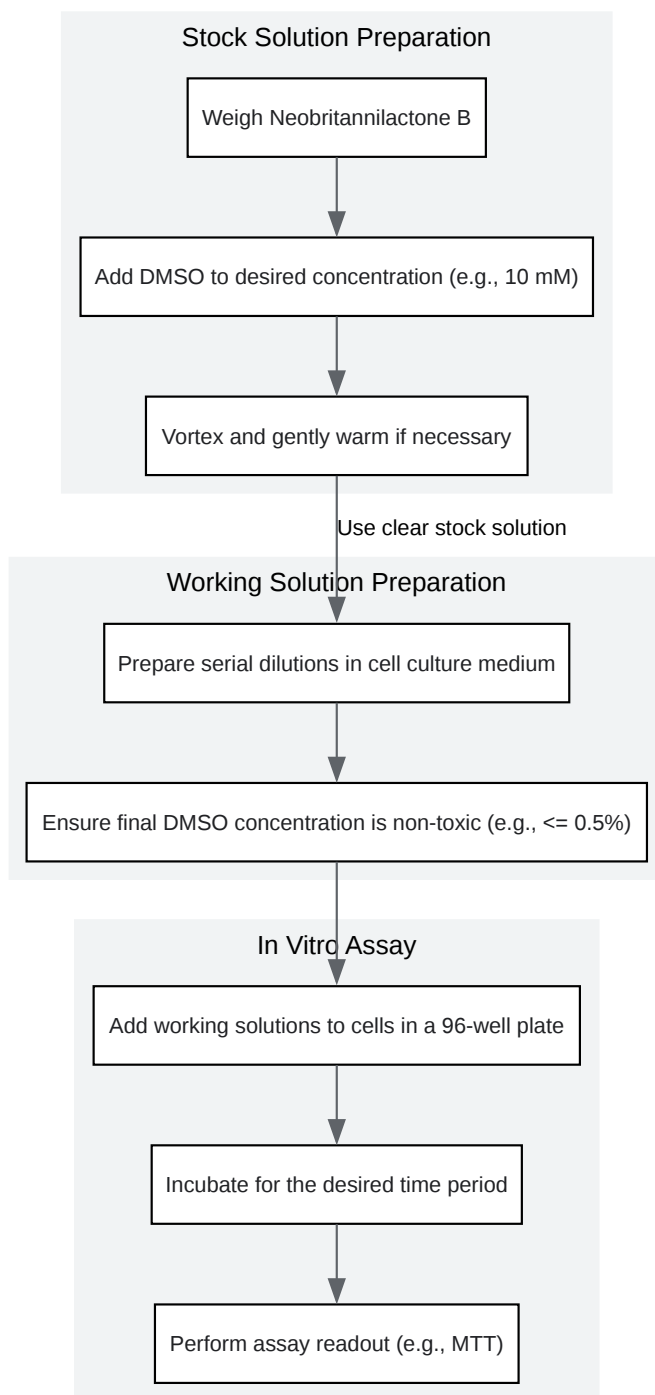 Stock Solution Preparation
Weigh Neobritannilactone B
Add DMSO to desired concentration (e.g., 10 mM)
Vortex and gently warm if necessary
Use clear stock solution
Working Solution Preparation
Prepare serial dilutions in cell culture medium
Ensure final DMSO concentration is non-toxic (e.g., <= 0.5%)
In Vitro Assay
Add working solutions to cells in a 96-well plate
Incubate for the desired time period
Perform assay readout (e.g., MTT)